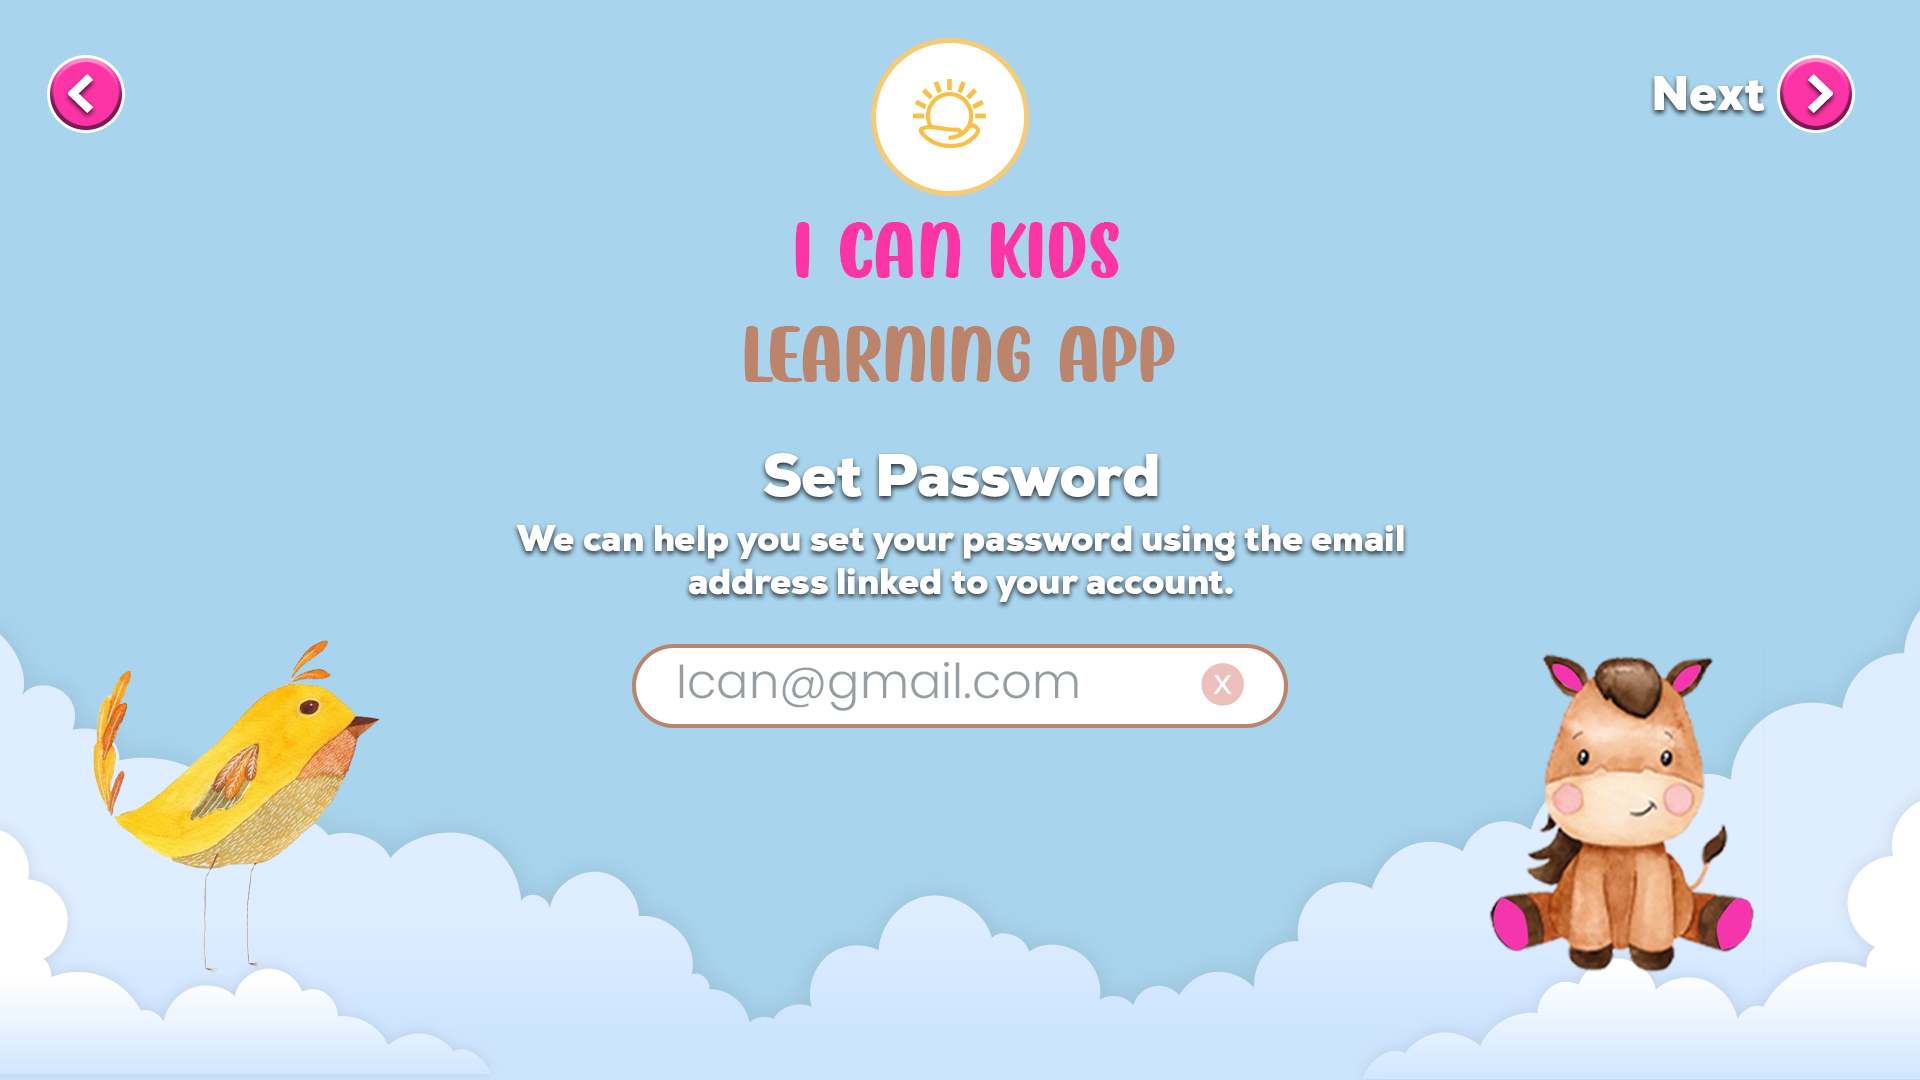 Next
I CAN KIDS
LEARNING APP
Set Password
We can help you set your password using the email
address linked to your account.
Ican@gmail.com
X